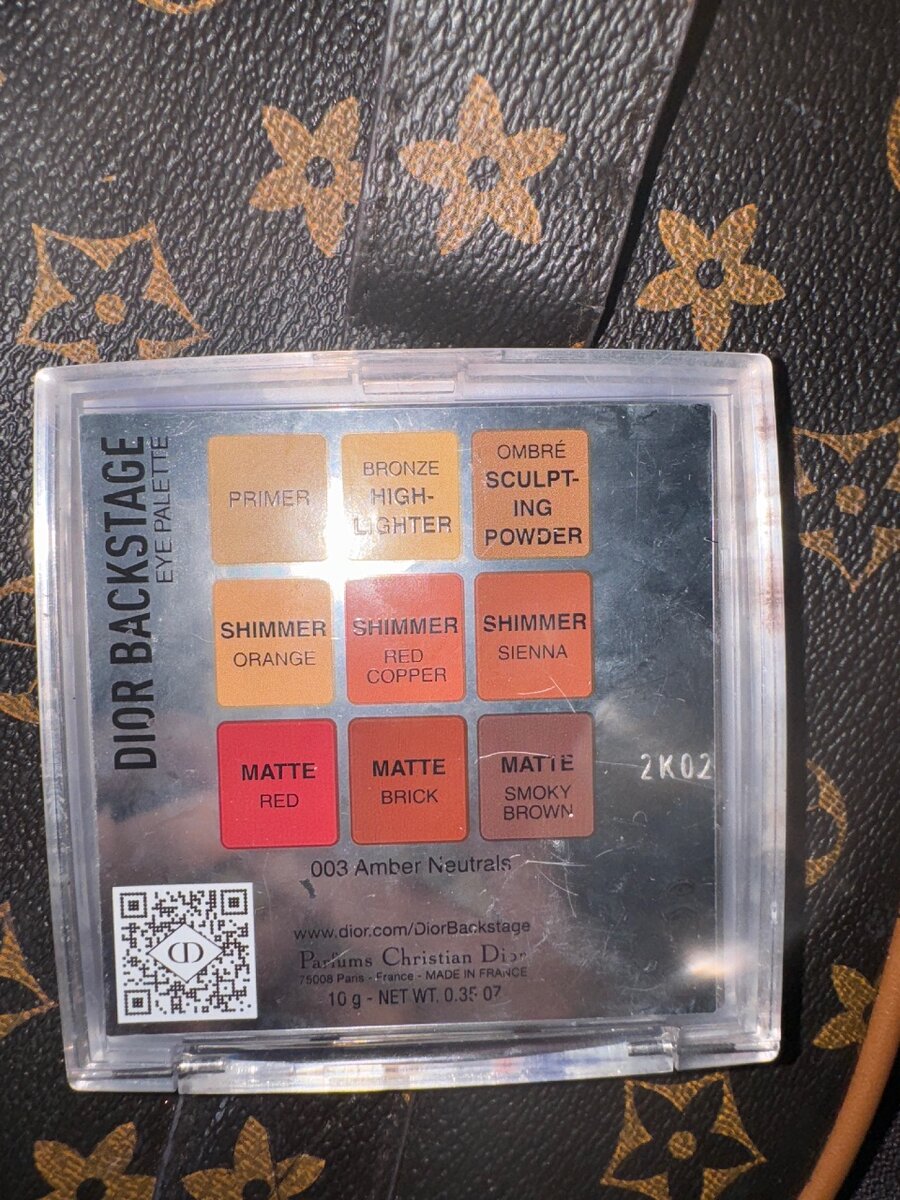 DIOR BACKSTAGE
EYE PALETTE
PRIMER
BRONZE
HIGH-
LIGHTER
OMBRÉ
SCULPT-
ING
POWDER
SHIMMER
ORANGE
SHIMMER
RED
COPPER
SHIMMER
SIENNA
MATTE
RED
MATTE
BRICK
MATTE
SMOKY
BROWN
2K02
003 Amber Neutrals
www.dior.com/DiorBackstage
Parfums Christian Dior
75008 Paris - France - MADE IN FRANCE
10 g - NET WT. 0.35 OZ
CD